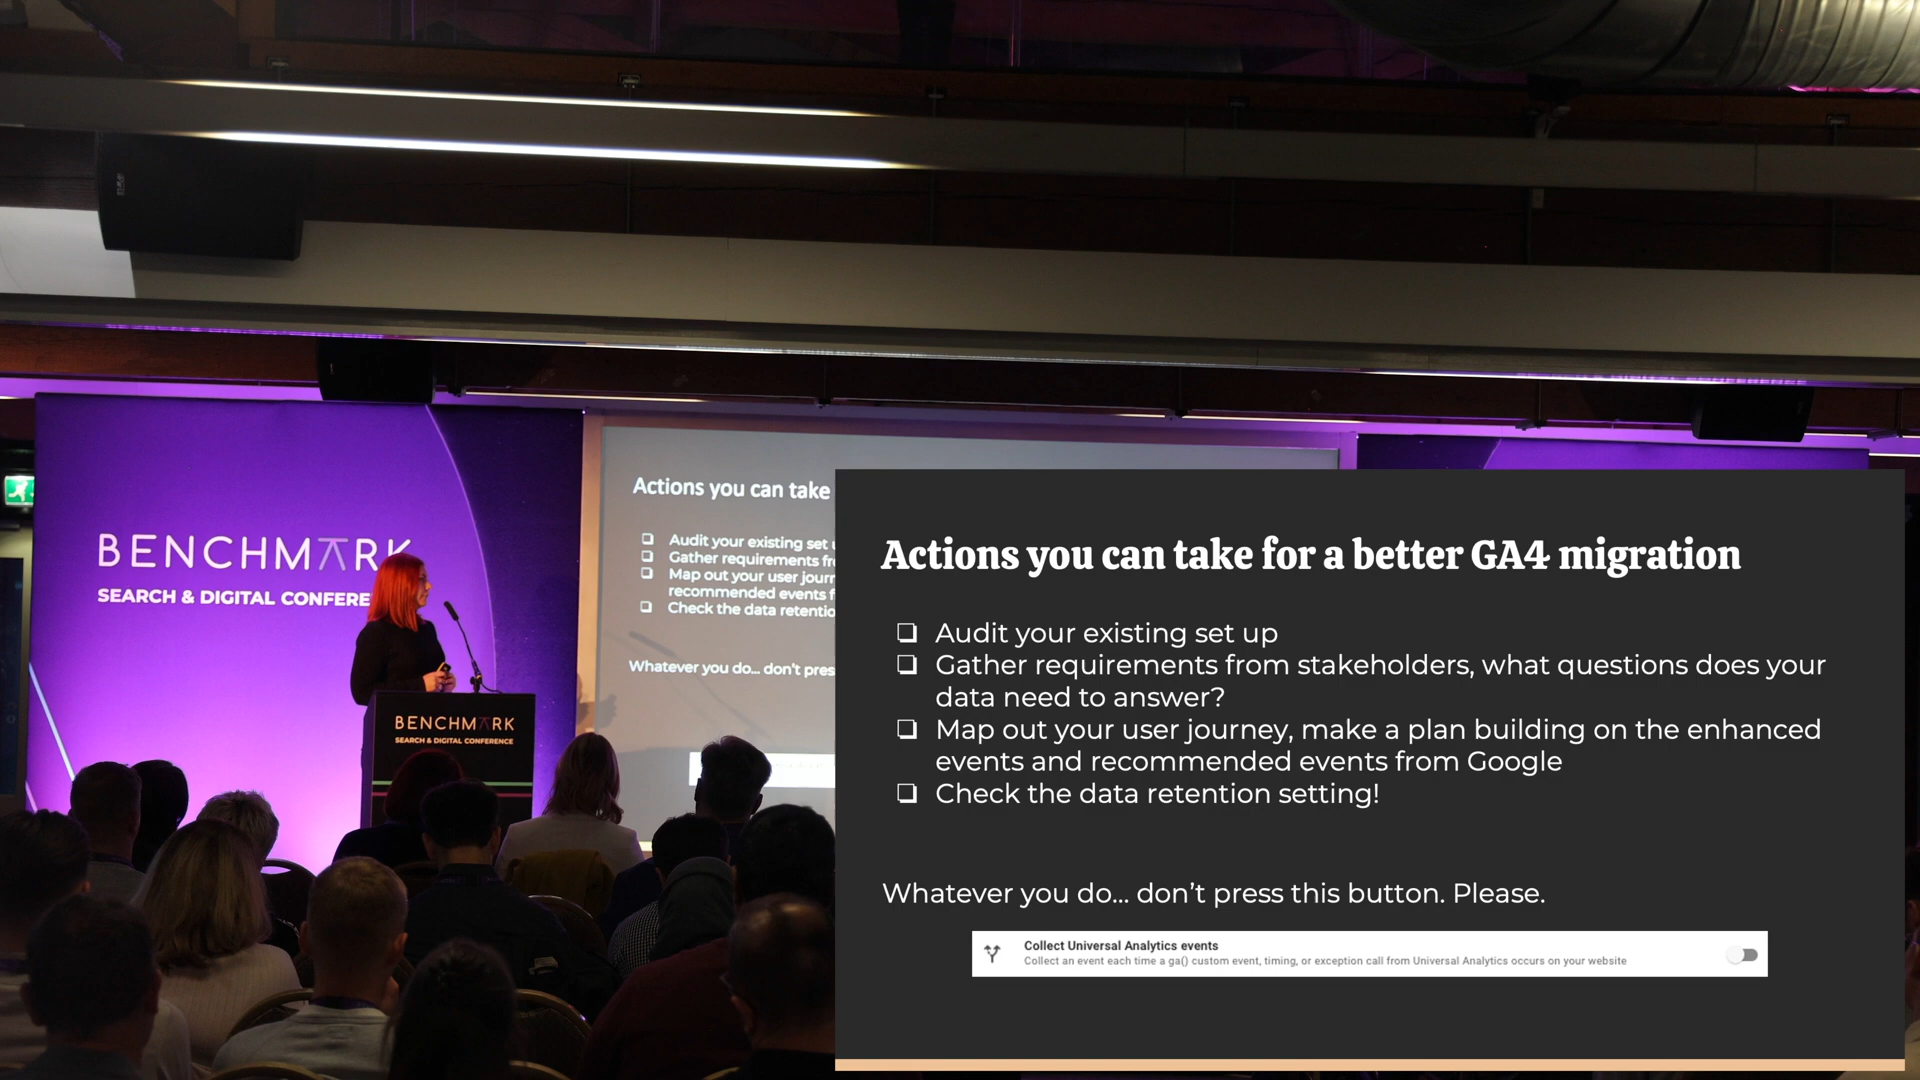 BENCHMARK
SEARCH & DIGITAL CONFERE
BENCHMARK
SEARCH & DIGITAL CONFERENCE
Actions you can take
❏ Audit your existing set
❏ Gather requirements
❏ Map out your user
recommended events
❏ Check the data
Whatever you do... don't
Actions you can take for a better GA4 migration
❏ Audit your existing set up
❏ Gather requirements from stakeholders, what questions does your
data need to answer?
❏ Map out your user journey, make a plan building on the enhanced
events and recommended events from Google
❏ Check the data retention setting!
Whatever you do... don't press this button. Please.
Collect Universal Analytics events
Collect an event each time a ga() custom event, timing, or exception call from Universal Analytics occurs on your website